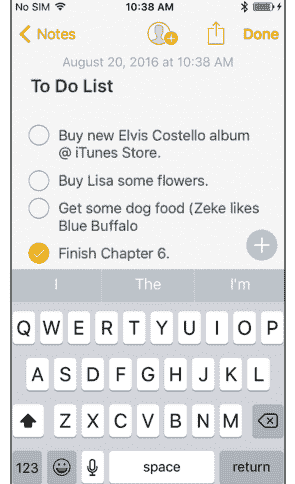 No SIM 10:38 AM
Notes Done
August 20, 2016 at 10:38 AM
To Do List
Buy new Elvis Costello album
@ iTunes Store.
Buy Lisa some flowers.
Get some dog food (Zeke likes
Blue Buffalo
Finish Chapter 6.
I The I'm
Q W E R T Y U I O P
A S D F G H J K L
Z X C V B N M
123 space return